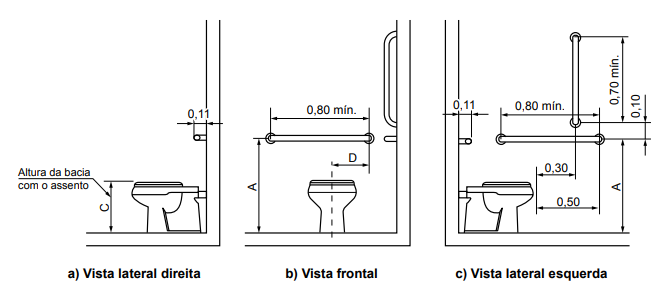 0,11
Altura da bacia
com o assento
C
a) Vista lateral direita
0,80 mín.
D
A
b) Vista frontal
0,11
0,80 mín.
0,70 mín.
0,10
0,30
0,50
A
c) Vista lateral esquerda